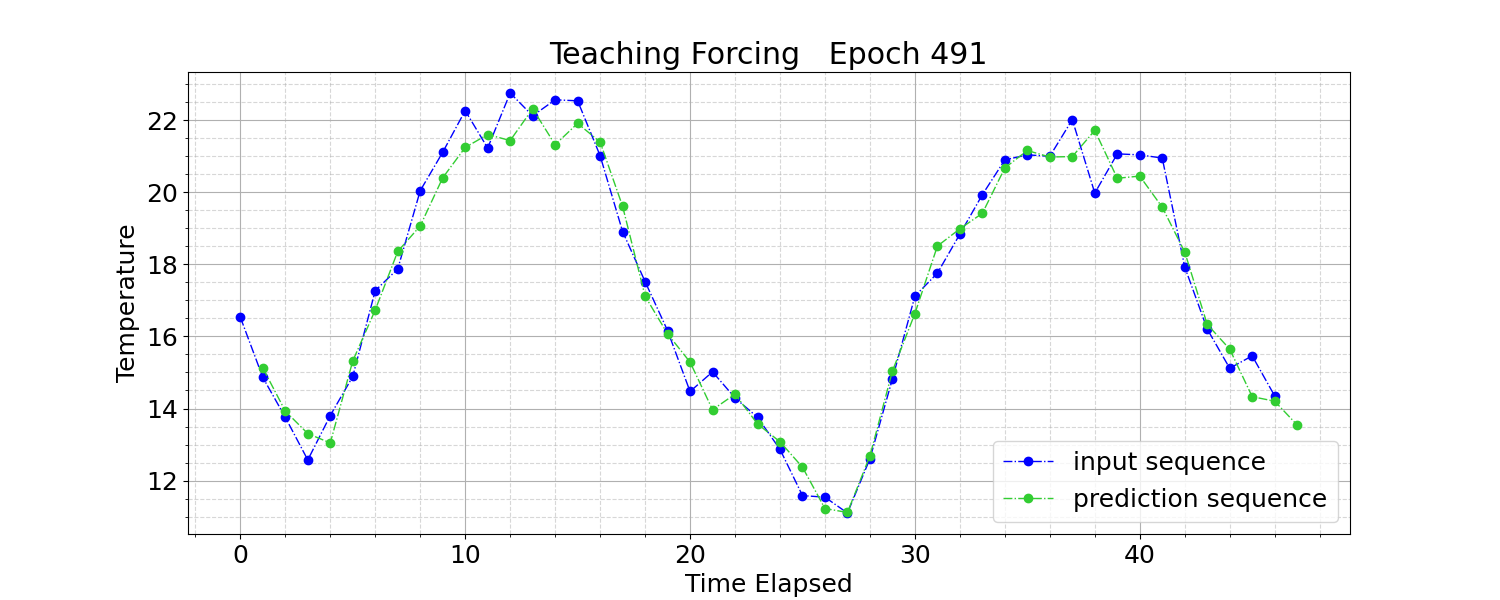 Teaching Forcing   Epoch 491
Temperature
22
20
18
16
14
12
0 10 20 30 40
Time Elapsed
input sequence
prediction sequence